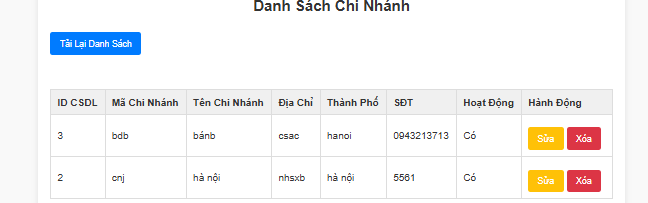 Danh Sách Chi Nhánh
Tải Lại Danh Sách
ID CSDL Mã Chi Nhánh Tên Chi Nhánh Địa Chỉ Thành Phố SĐT Hoạt Động Hành Động
3 bdb bánb csac hanoi 0943213713 Có Sửa Xóa
2 cnj hà nội nhsxb hà nội 5561 Có Sửa Xóa